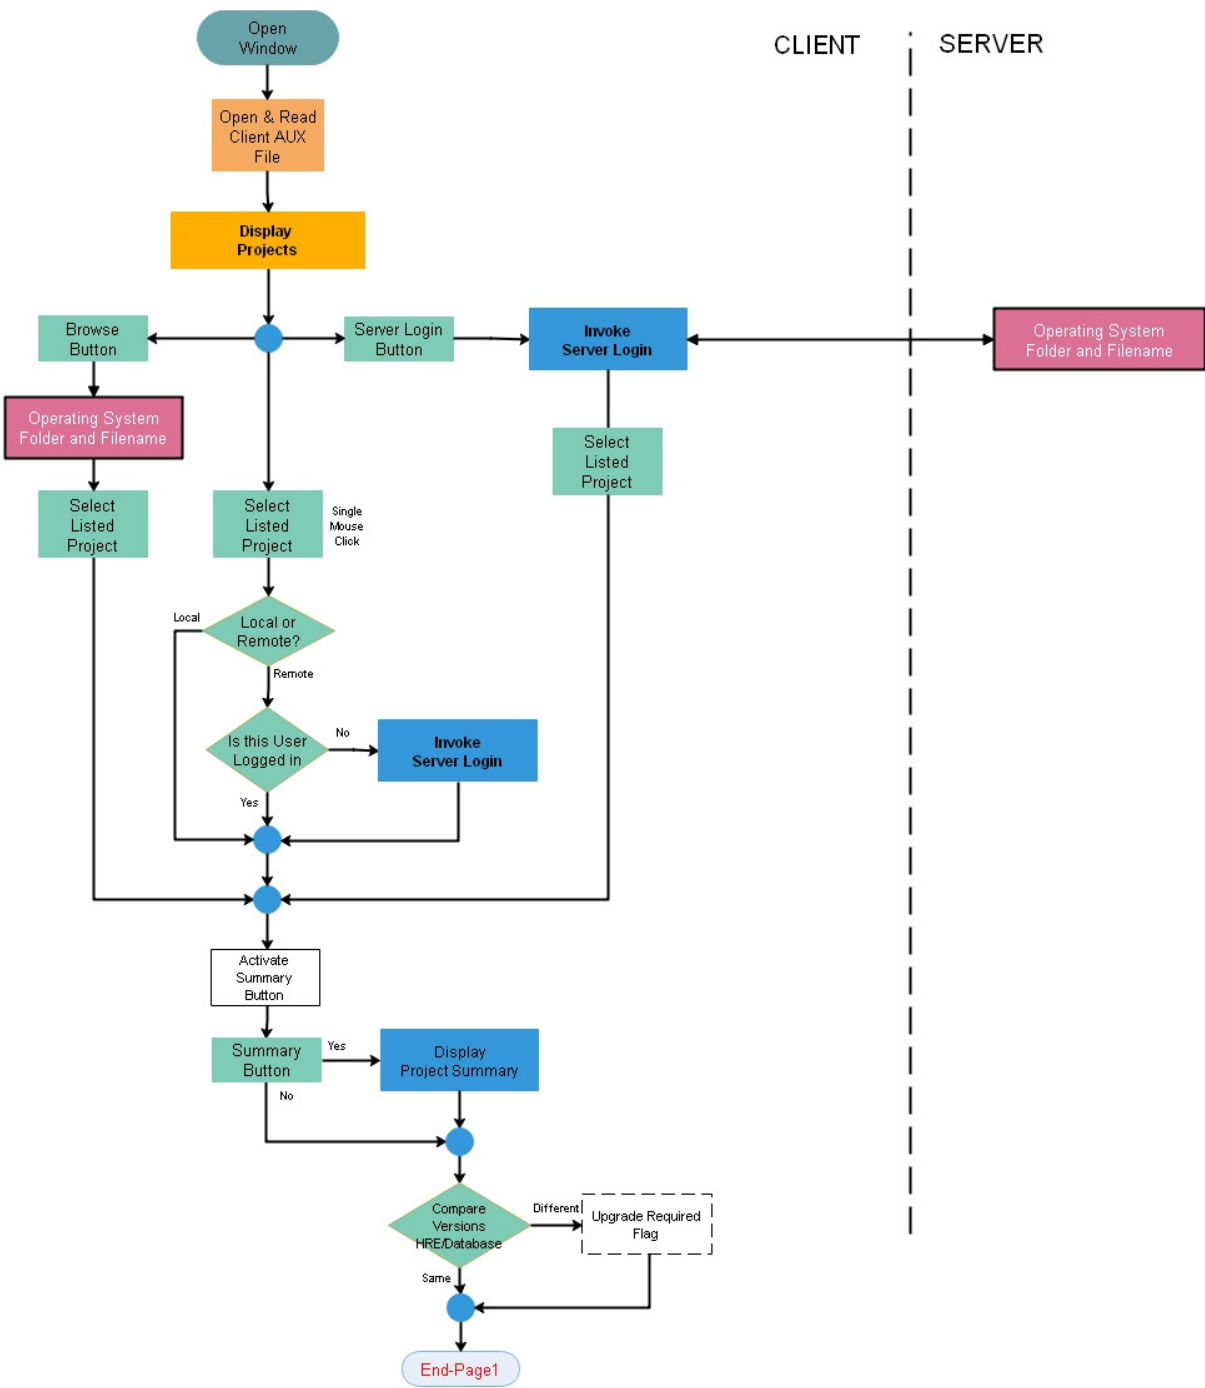 Open
Window
CLIENT
SERVER
Open & Read
Client AUX
File
Display
Projects
Browse
Button
Server Login
Button
Invoke
Server Login
Operating System
Folder and Filename
Operating System
Folder and Filename
Select
Listed
Project
Select
Listed
Project
Select
Listed
Project
Single
Mouse
Click
Local
Local or
Remote?
Remote
Is this User
Logged in
No
Invoke
Server Login
Yes
Activate
Summary
Button
Summary
Button
Yes
Display
Project Summary
No
Compare
Versions
HRE/Database
Different
Upgrade Required
Flag
Same
End-Page1